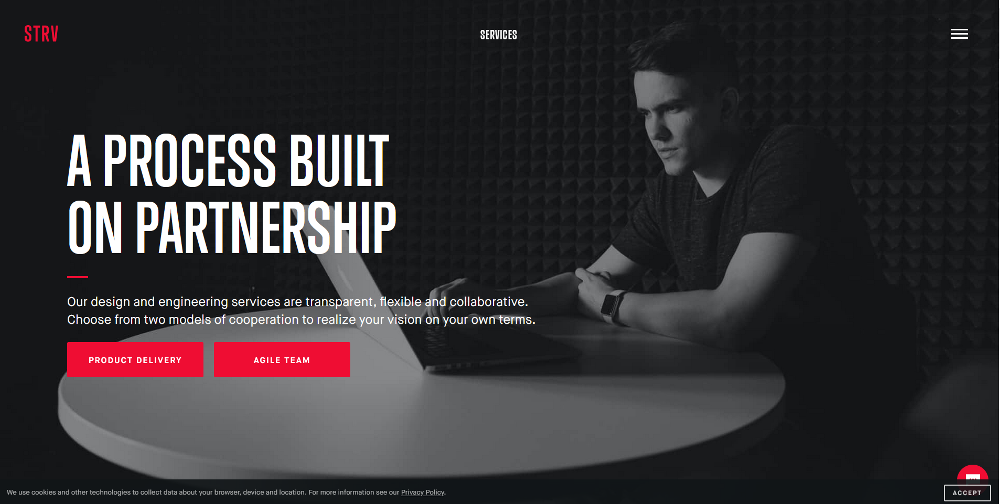 STRV
SERVICES
A PROCESS BUILT
ON PARTNERSHIP
Our design and engineering services are transparent, flexible and collaborative.
Choose from two models of cooperation to realize your vision on your own terms.
PRODUCT DELIVERY
AGILE TEAM
We use cookies and other technologies to collect data about your browser, device and location. For more information see our Privacy Policy.
ACCEPT